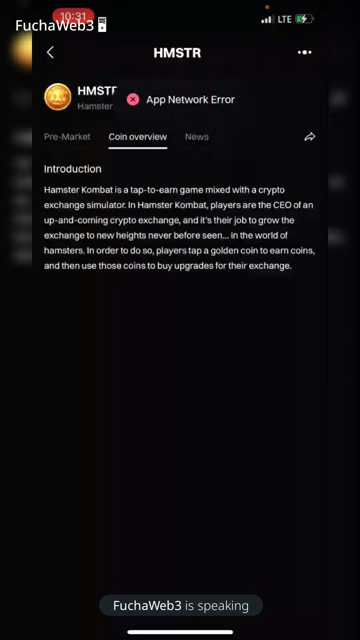 10:31
FuchaWeb3
LTE
HMSTR
HMSTR
Hamster
App Network Error
Pre-Market Coin overview News
Introduction
Hamster Kombat is a tap-to-earn game mixed with a crypto
exchange simulator. In Hamster Kombat, players are the CEO of an
up-and-coming crypto exchange, and it's their job to grow the
exchange to new heights never before seen... in the world of
hamsters. In order to do so, players tap a golden coin to earn coins,
and then use those coins to buy upgrades for their exchange.
FuchaWeb3 is speaking